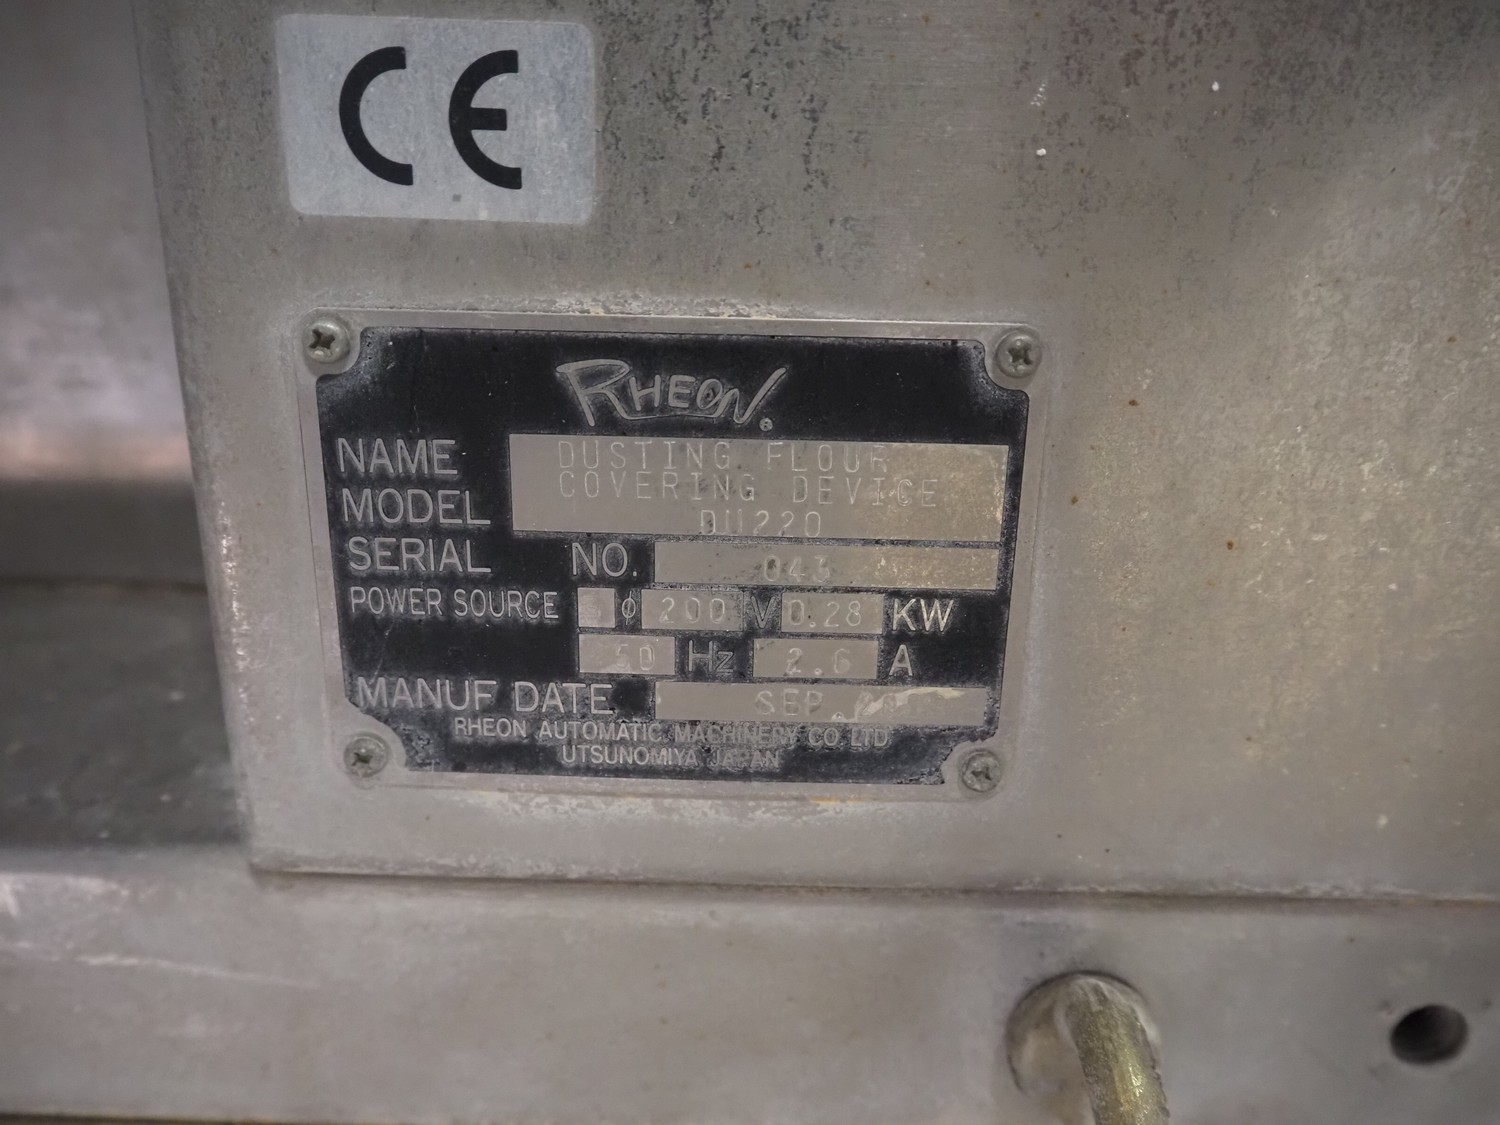 CE
RHEON®
NAME DUSTING FLOUR
COVERING DEVICE
MODEL DU220
SERIAL NO. 043
POWER SOURCE φ 200 V 0.28 KW
50 Hz 2.6 A
MANUF DATE SEP.
RHEON AUTOMATIC MACHINERY CO LTD
UTSUNOMIYA JAPAN